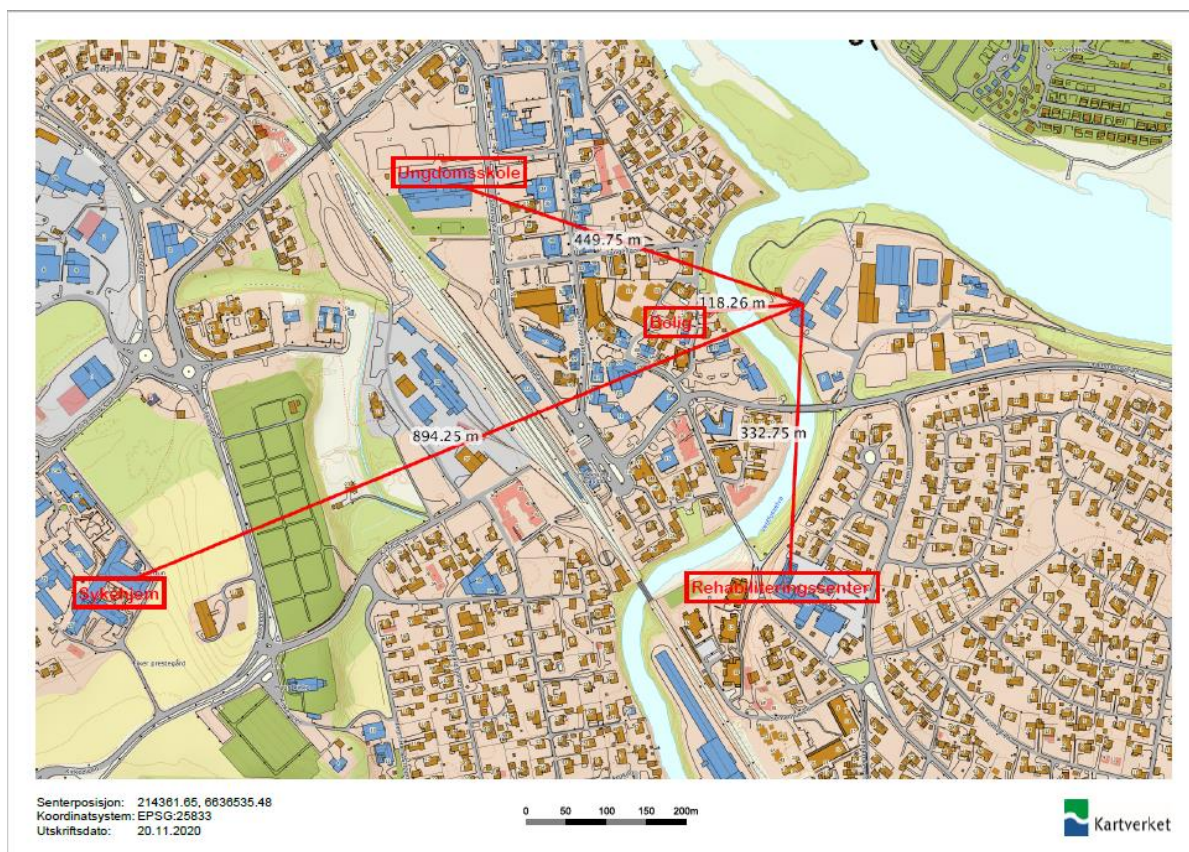 Ungdomsskole
449.75 m
118.26 m
Bolig
894.25 m
332.75 m
Sykehjem
Rehabiliteringssenter
Senterposisjon: 214361.65, 6636535.48
Koordinatsystem: EPSG:25833
Utskriftsdato: 20.11.2020
0 50 100 150 200m
Kartverket